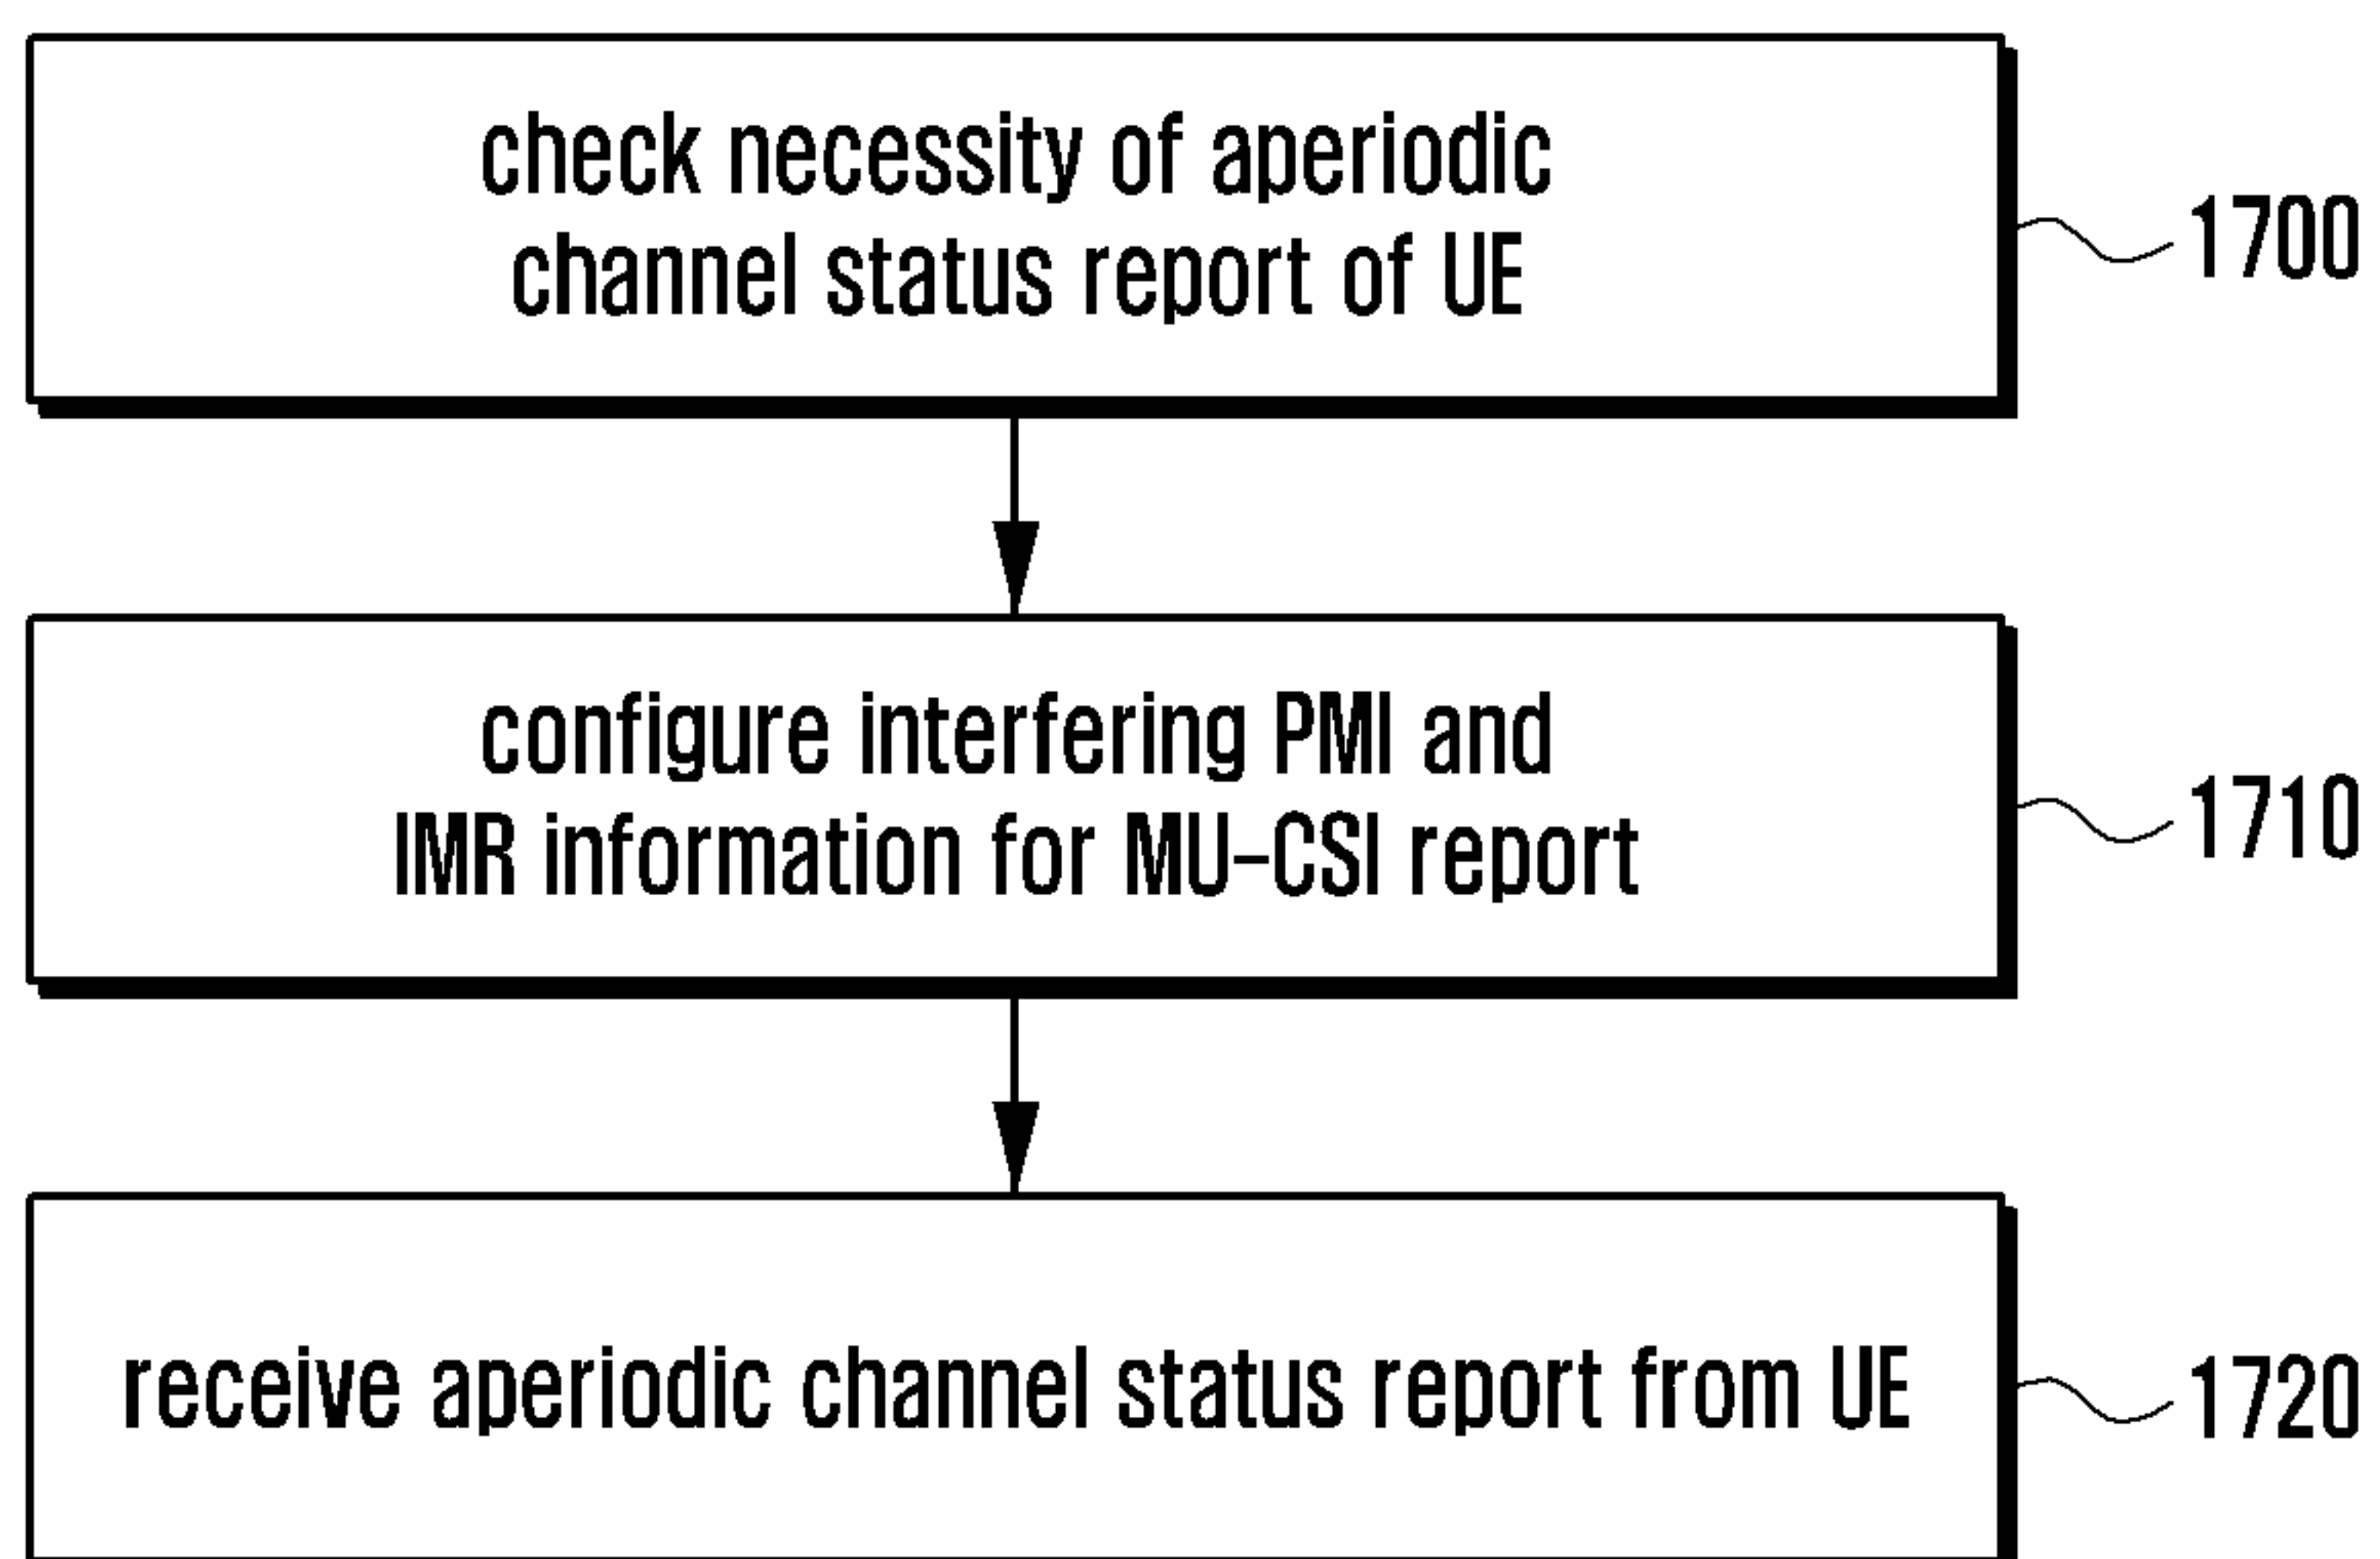 check necessity of aperiodic
channel status report of UE
1700
configure interfering PMI and
IMR information for MU-CSI report
1710
receive aperiodic channel status report from UE
1720